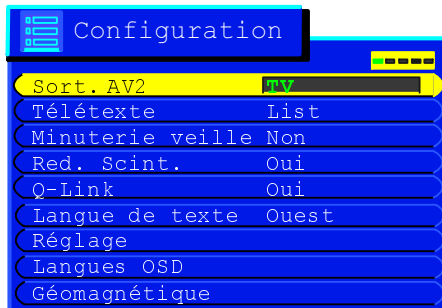 Configuration
Sort. AV2 TV
Télétexte List
Minuterie veille Non
Red. Scint. Oui
Q-Link Oui
Langue de texte Ouest
Réglage
Langues OSD
Géomagnétique